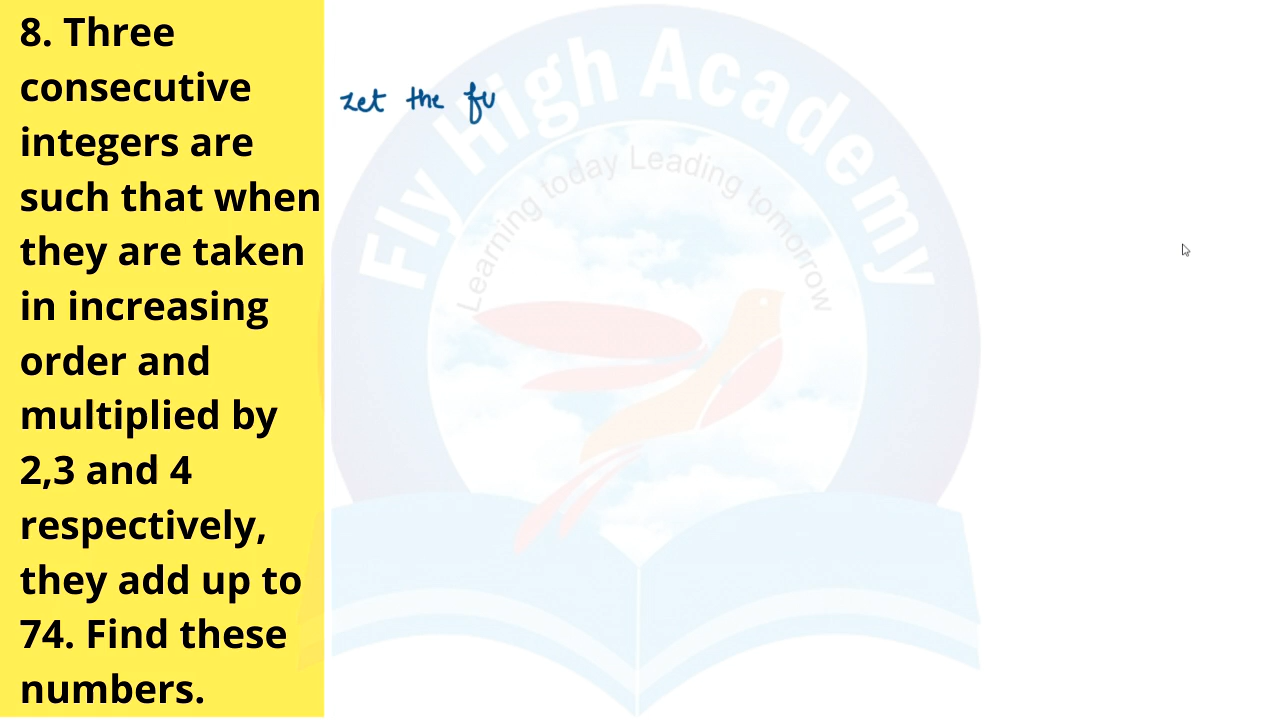 8. Three
consecutive
integers are
such that when
they are taken
in increasing
order and
multiplied by
2,3 and 4
respectively,
they add up to
74. Find these
numbers.
Let the fu
Fly High Academy
Learning today Leading tomorrow